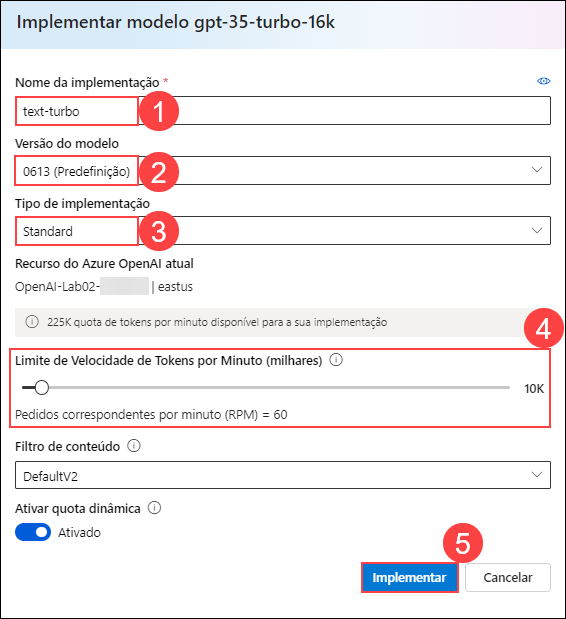 Implementar modelo gpt-35-turbo-16k
Nome da implementação *
text-turbo
1
Versão do modelo
0613 (Predefinição)
2
Tipo de implementação
Standard
3
Recurso do Azure OpenAI atual
OpenAI-Lab02- | eastus
225K quota de tokens por minuto disponível para a sua implementação
4
Limite de Velocidade de Tokens por Minuto (milhares)
10K
Pedidos correspondentes por minuto (RPM) = 60
Filtro de conteúdo
DefaultV2
Ativar quota dinâmica
Ativado
5
Implementar
Cancelar